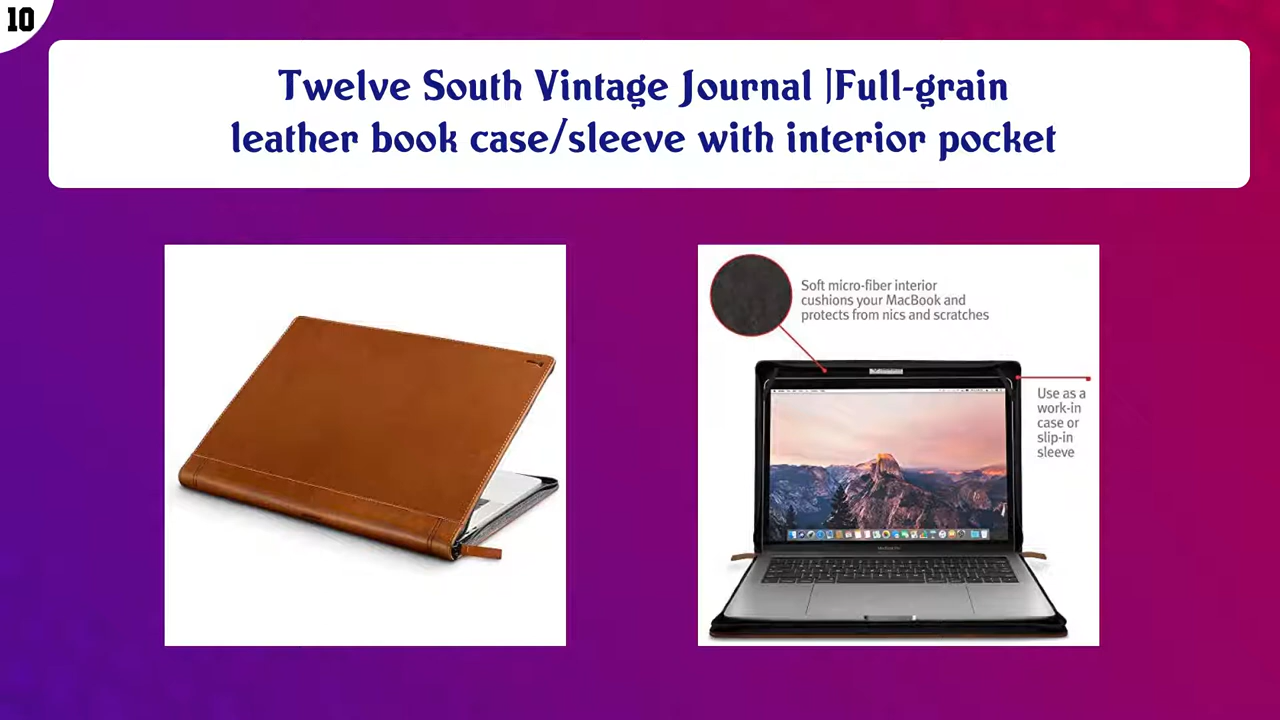 10
Twelve South Vintage Journal |Full-grain
leather book case/sleeve with interior pocket
Soft micro-fiber interior
cushions your MacBook and
protects from nics and scratches
Use as a
work-in
case or
slip-in
sleeve